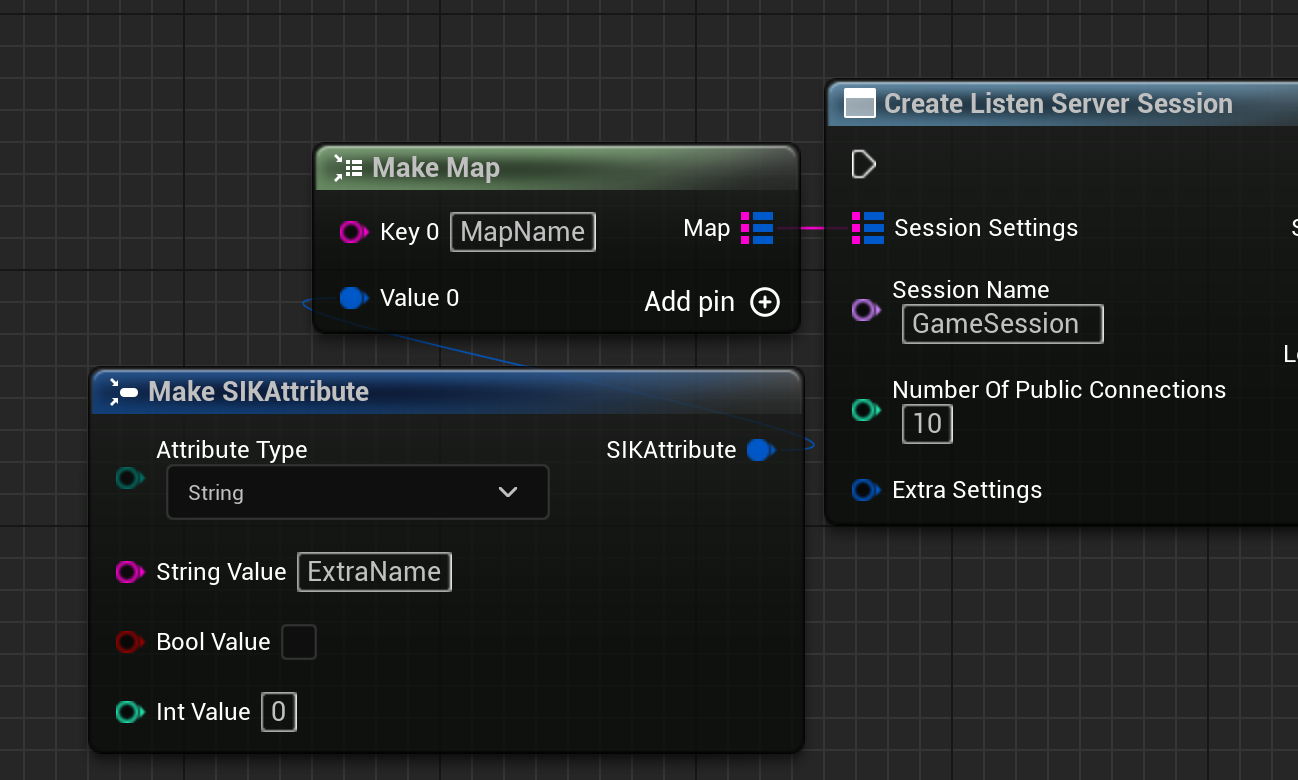 Create Listen Server Session
Make Map
Key 0 MapName
Map
Session Settings
Value 0
Add pin
Session Name
GameSession
Make SIKAttribute
Number Of Public Connections
10
Attribute Type
String
SIKAttribute
Extra Settings
String Value ExtraName
Bool Value
Int Value 0